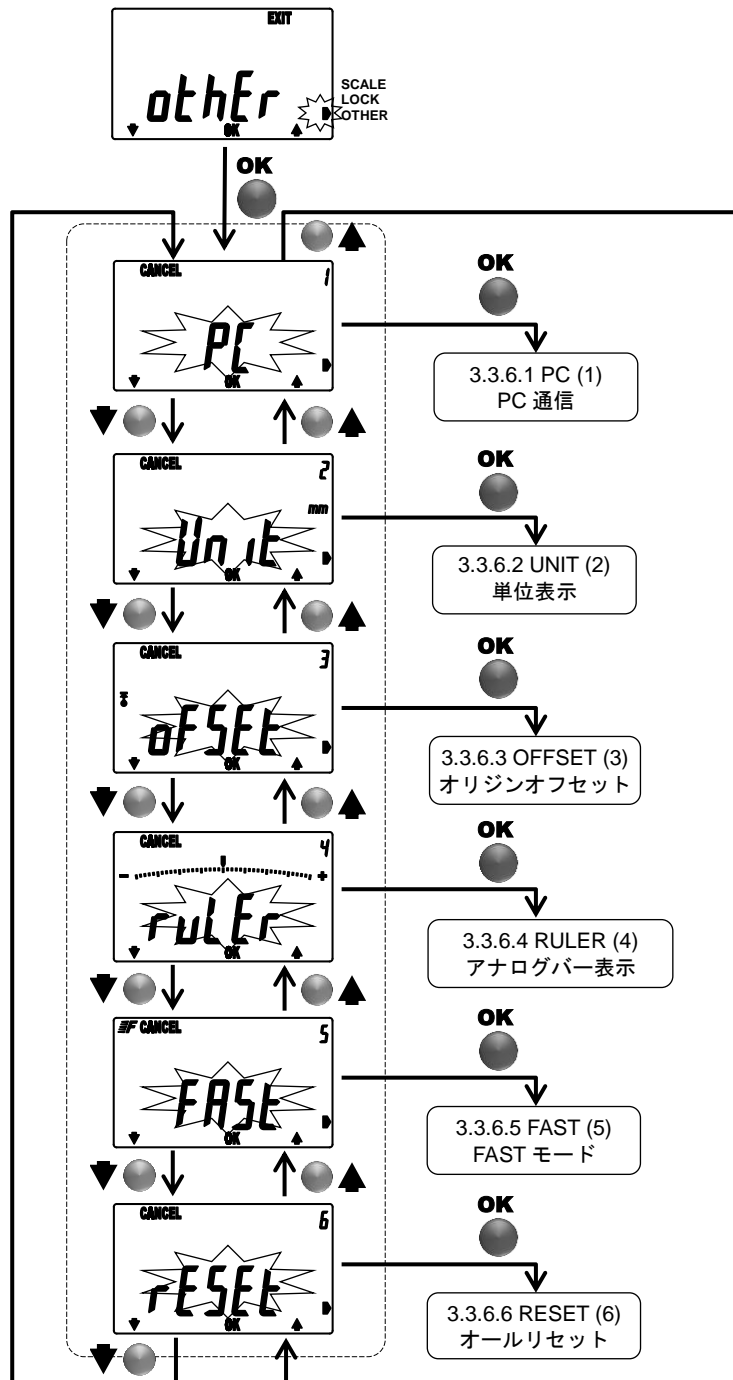 EXIT
othEr
OK
SCALE
LOCK
OTHER
OK
CANCEL
1
PC
OK
OK
3.3.6.1 PC (1)
PC 通信
CANCEL
2
mm
Unit
OK
OK
3.3.6.2 UNIT (2)
単位表示
CANCEL
3
oFSEt
OK
OK
3.3.6.3 OFFSET (3)
オリジンオフセット
CANCEL
4
- +
rulEr
OK
OK
3.3.6.4 RULER (4)
アナログバー表示
F CANCEL
5
FASt
OK
OK
3.3.6.5 FAST (5)
FAST モード
CANCEL
6
rESEt
OK
OK
3.3.6.6 RESET (6)
オールリセット